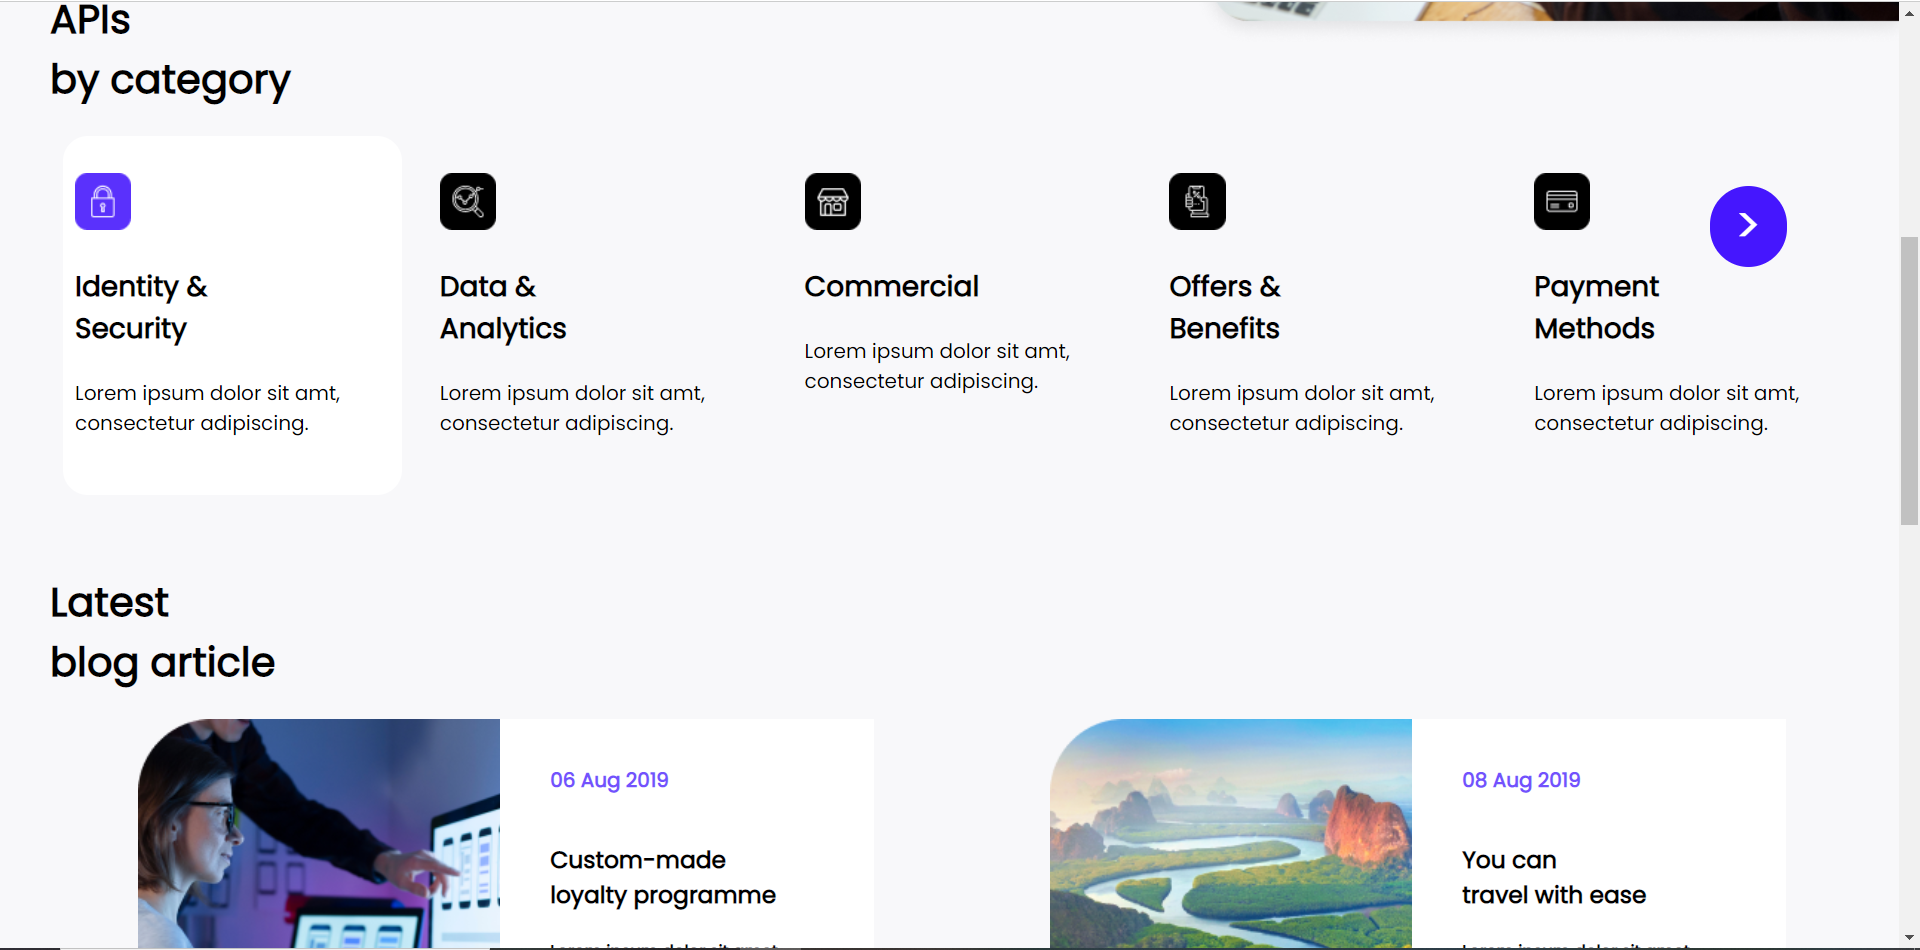 APIs
by category
Identity &
Security
Lorem ipsum dolor sit amt,
consectetur adipiscing.
Data &
Analytics
Lorem ipsum dolor sit amt,
consectetur adipiscing.
Commercial
Lorem ipsum dolor sit amt,
consectetur adipiscing.
Offers &
Benefits
Lorem ipsum dolor sit amt,
consectetur adipiscing.
Payment
Methods
Lorem ipsum dolor sit amt,
consectetur adipiscing.
Latest
blog article
06 Aug 2019
Custom-made
loyalty programme
08 Aug 2019
You can
travel with ease